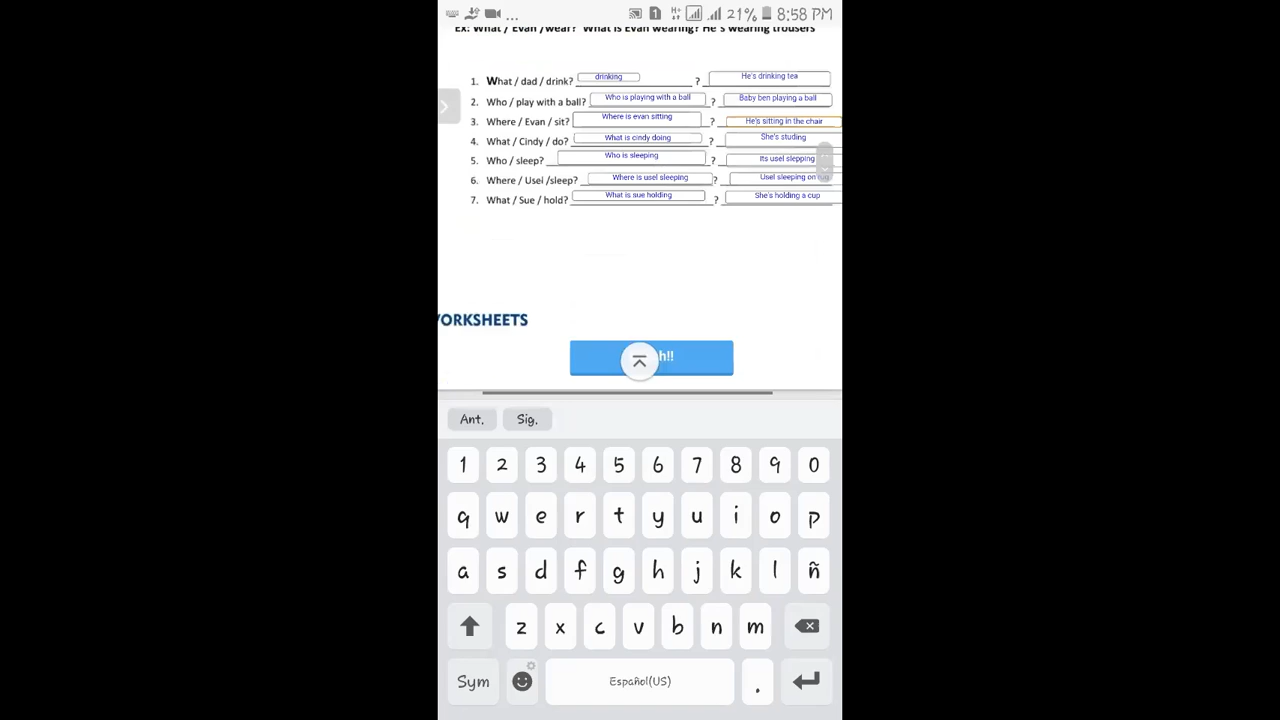 ... 1 21% 8:58 PM
Ex: What / Evan /wear? What is Evan wearing? He's wearing trousers
1. What / dad / drink? drinking ? He's drinking tea
2. Who / play with a ball? Who is playing with a ball ? Baby ben playing a ball
3. Where / Evan / sit? Where is evan sitting ? He's sitting in the chair
4. What / Cindy / do? What is cindy doing ? She's studing
5. Who / sleep? Who is sleeping ? Its usel slepping
6. Where / Usei /sleep? Where is usel sleeping ? Usel sleeping on rug
7. What / Sue / hold? What is sue holding ? She's holding a cup
ORKSHEETS
h!!
Ant. Sig.
1 2 3 4 5 6 7 8 9 0
q w e r t y u i o p
a s d f g h j k l ñ
z x c v b n m
Sym Español(US) .